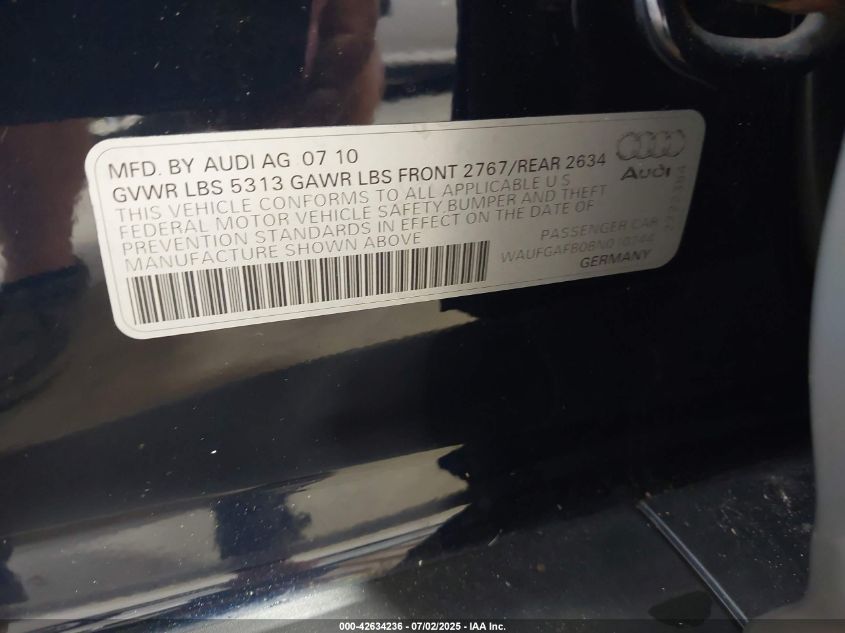 MFD. BY AUDI AG 07 10
GVWR LBS 5313 GAWR LBS FRONT 2767/REAR 2634
THIS VEHICLE CONFORMS TO ALL APPLICABLE U S
FEDERAL MOTOR VEHICLE SAFETY, BUMPER AND THEFT
PREVENTION STANDARDS IN EFFECT ON THE DATE OF
MANUFACTURE SHOWN ABOVE
Audi
PASSENGER CAR
WAUFGAFB0BN010744
GERMANY
000-42634236 - 07/02/2025 - IAA Inc.